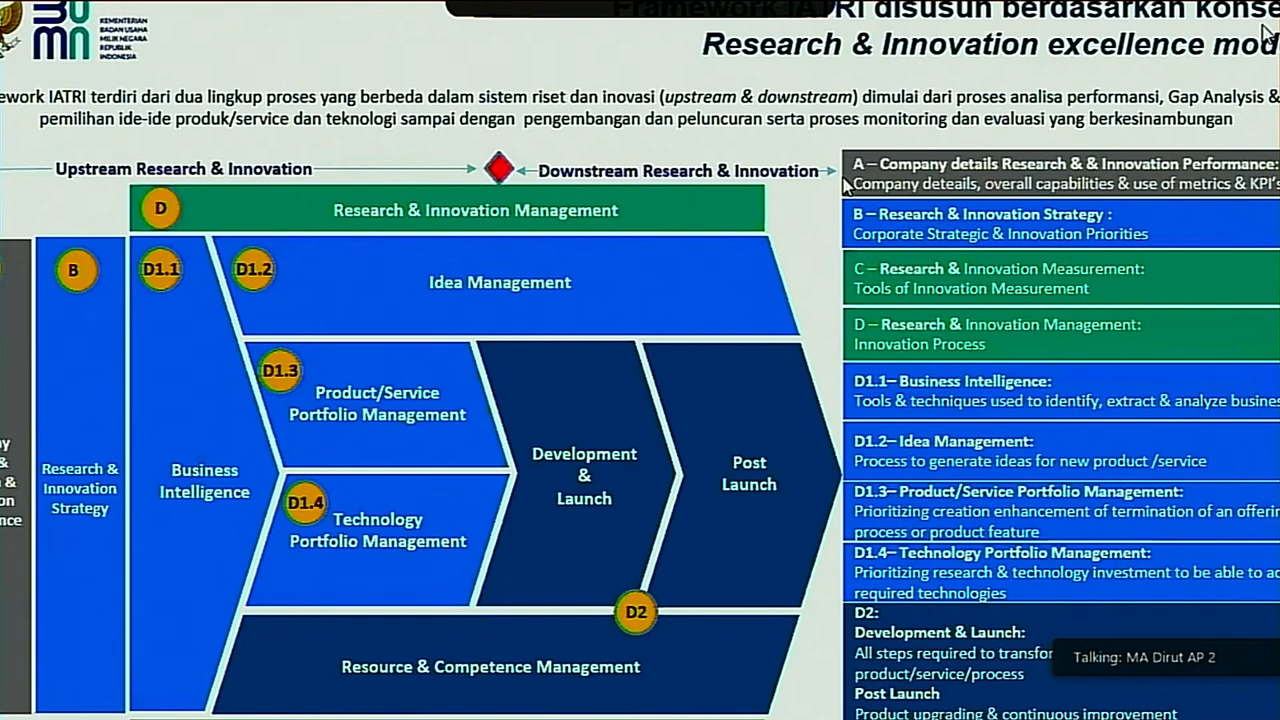 KEMENTERIAN
BADAN USAHA
MILIK NEGARA
REPUBLIK
INDONESIA
Framework IATRI disusun berdasarkan konse
Research & Innovation excellence mod
ework IATRI terdiri dari dua lingkup proses yang berbeda dalam sistem riset dan inovasi (upstream & downstream) dimulai dari proses analisa performansi, Gap Analysis &
pemilihan ide-ide produk/service dan teknologi sampai dengan pengembangan dan peluncuran serta proses monitoring dan evaluasi yang berkesinambungan
Upstream Research & Innovation
Downstream Research & Innovation
D
Research & Innovation Management
B
D1.1
D1.2
Idea Management
D1.3
Product/Service
Portfolio Management
Research &
Innovation
Strategy
Business
Intelligence
D1.4
Technology
Portfolio Management
Development
&
Launch
Post
Launch
D2
Resource & Competence Management
A – Company details Research & & Innovation Performance:
Company deteails, overall capabilities & use of metrics & KPI's
B – Research & Innovation Strategy :
Corporate Strategic & Innovation Priorities
C – Research & Innovation Measurement:
Tools of Innovation Measurement
D – Research & Innovation Management:
Innovation Process
D1.1– Business Intelligence:
Tools & techniques used to identify, extract & analyze busines
D1.2– Idea Management:
Process to generate ideas for new product /service
D1.3– Product/Service Portfolio Management:
Prioritizing creation enhancement of termination of an offerin
process or product feature
D1.4– Technology Portfolio Management:
Prioritizing research & technology investment to be able to ac
required technologies
D2:
Development & Launch:
All steps required to transfor
product/service/process
Post Launch
Product upgrading & continuous improvement
Talking: MA Dirut AP 2